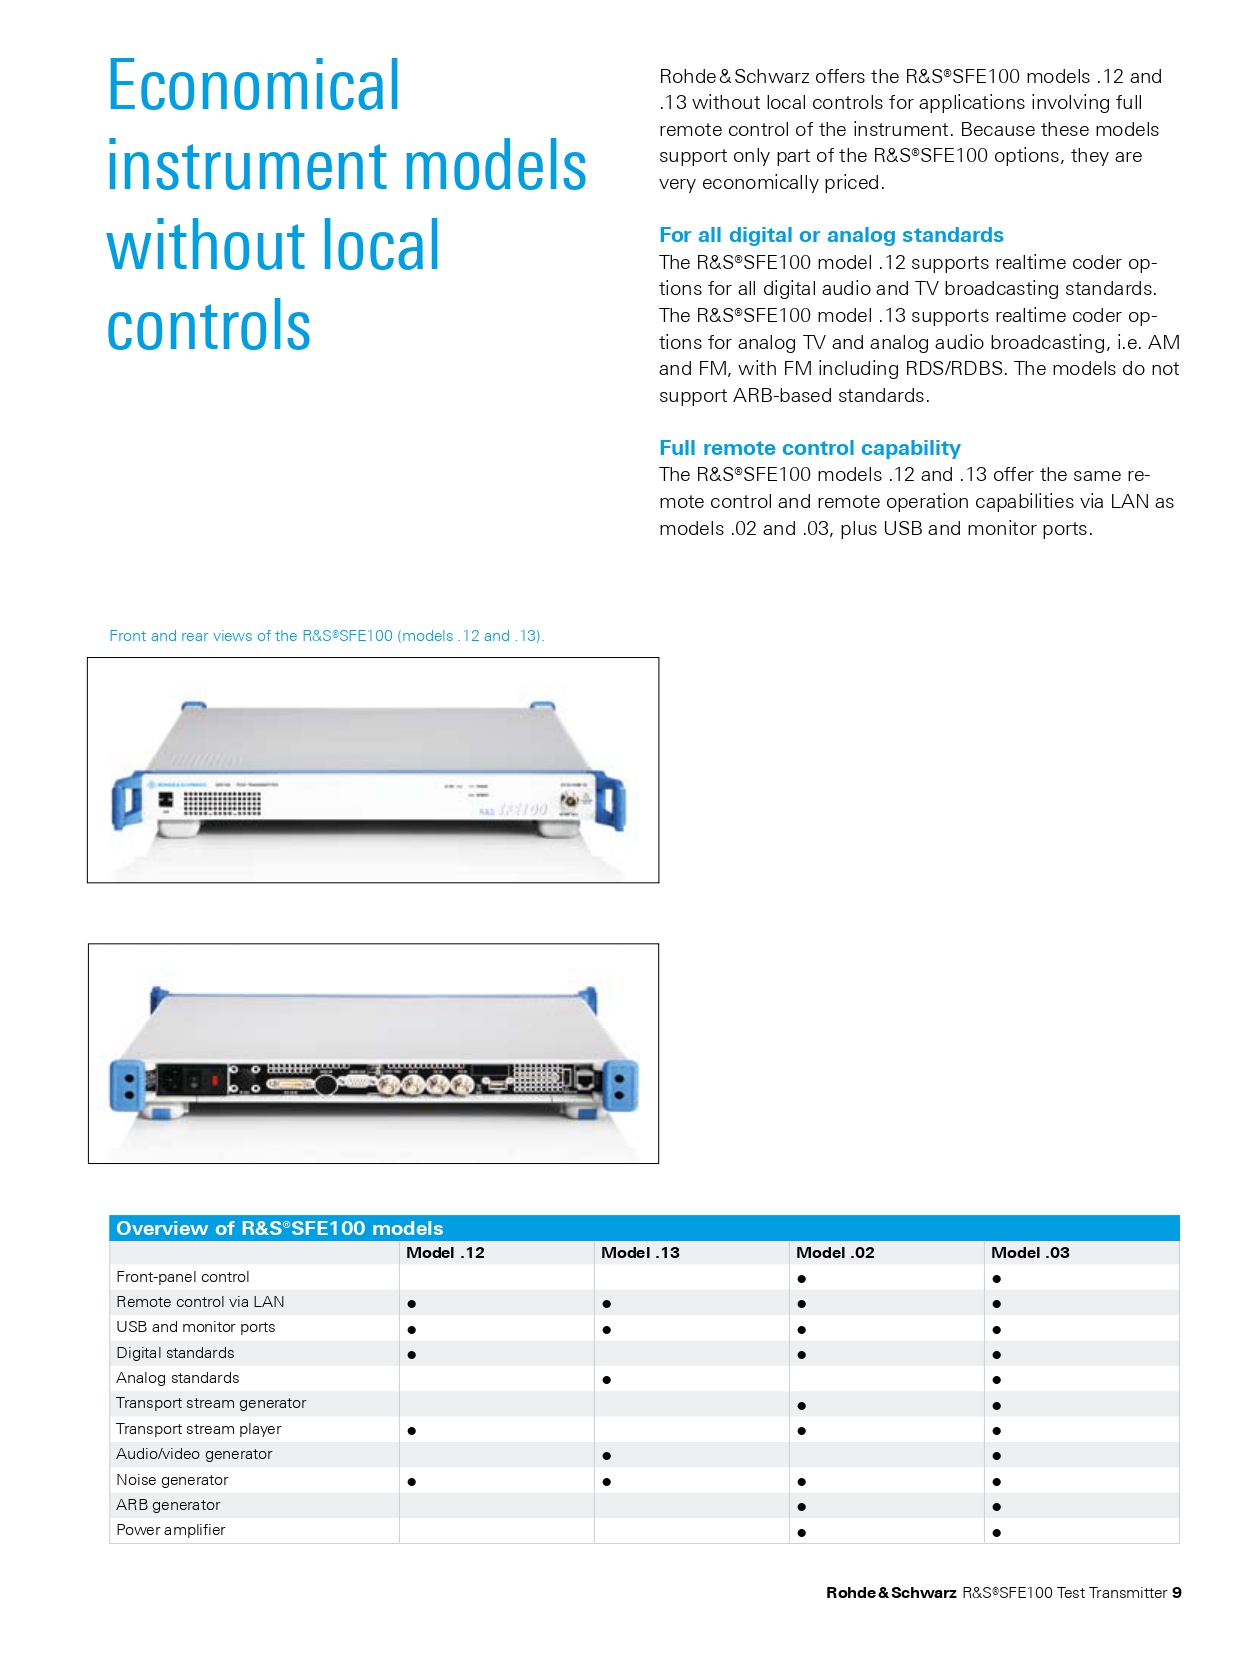 Economical
instrument models
without local
controls
Rohde & Schwarz offers the R&S®SFE100 models .12 and
.13 without local controls for applications involving full
remote control of the instrument. Because these models
support only part of the R&S®SFE100 options, they are
very economically priced.
For all digital or analog standards
The R&S®SFE100 model .12 supports realtime coder op-
tions for all digital audio and TV broadcasting standards.
The R&S®SFE100 model .13 supports realtime coder op-
tions for analog TV and analog audio broadcasting, i.e. AM
and FM, with FM including RDS/RDBS. The models do not
support ARB-based standards.
Full remote control capability
The R&S®SFE100 models .12 and .13 offer the same re-
mote control and remote operation capabilities via LAN as
models .02 and .03, plus USB and monitor ports.
Front and rear views of the R&S®SFE100 (models .12 and .13).
ROHDE & SCHWARZ
R&S SFE100
Overview of R&S®SFE100 models
Model .12 Model .13 Model .02 Model .03
Front-panel control ● ●
Remote control via LAN ● ● ● ●
USB and monitor ports ● ● ● ●
Digital standards ● ● ●
Analog standards ● ●
Transport stream generator ● ●
Transport stream player ● ● ●
Audio/video generator ● ●
Noise generator ● ● ● ●
ARB generator ● ●
Power amplifier ● ●
Rohde & Schwarz R&S®SFE100 Test Transmitter 9